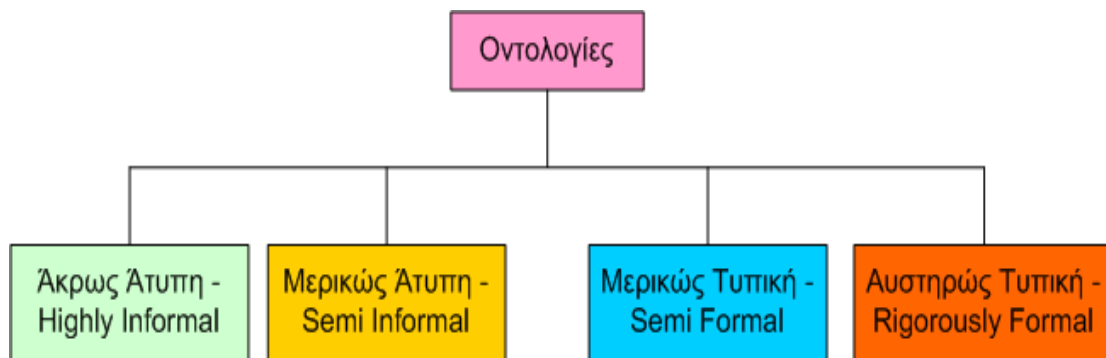 Οντολογίες
Άκρως Άτυπη -
Highly Informal
Μερικώς Άτυπη -
Semi Informal
Μερικώς Τυπική -
Semi Formal
Αυστηρώς Τυπική -
Rigorously Formal